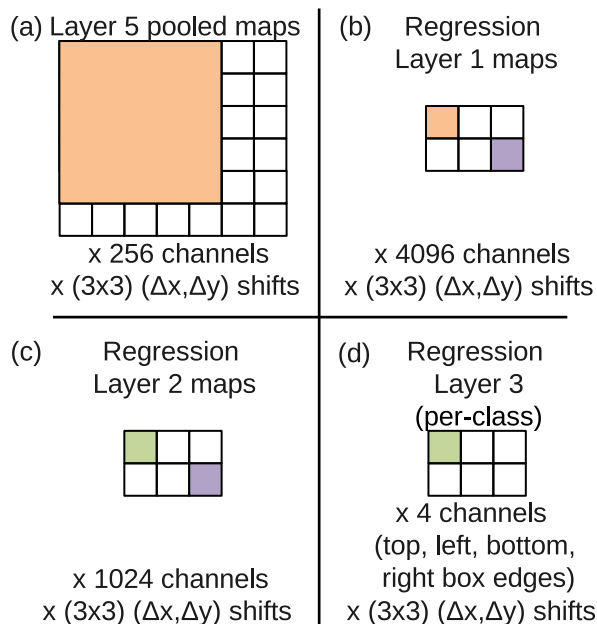 (a) Layer 5 pooled maps
x 256 channels
x (3x3) (Δx,Δy) shifts
(b) Regression
Layer 1 maps
x 4096 channels
x (3x3) (Δx,Δy) shifts
(c) Regression
Layer 2 maps
x 1024 channels
x (3x3) (Δx,Δy) shifts
(d) Regression
Layer 3
(per-class)
x 4 channels
(top, left, bottom,
right box edges)
x (3x3) (Δx,Δy) shifts